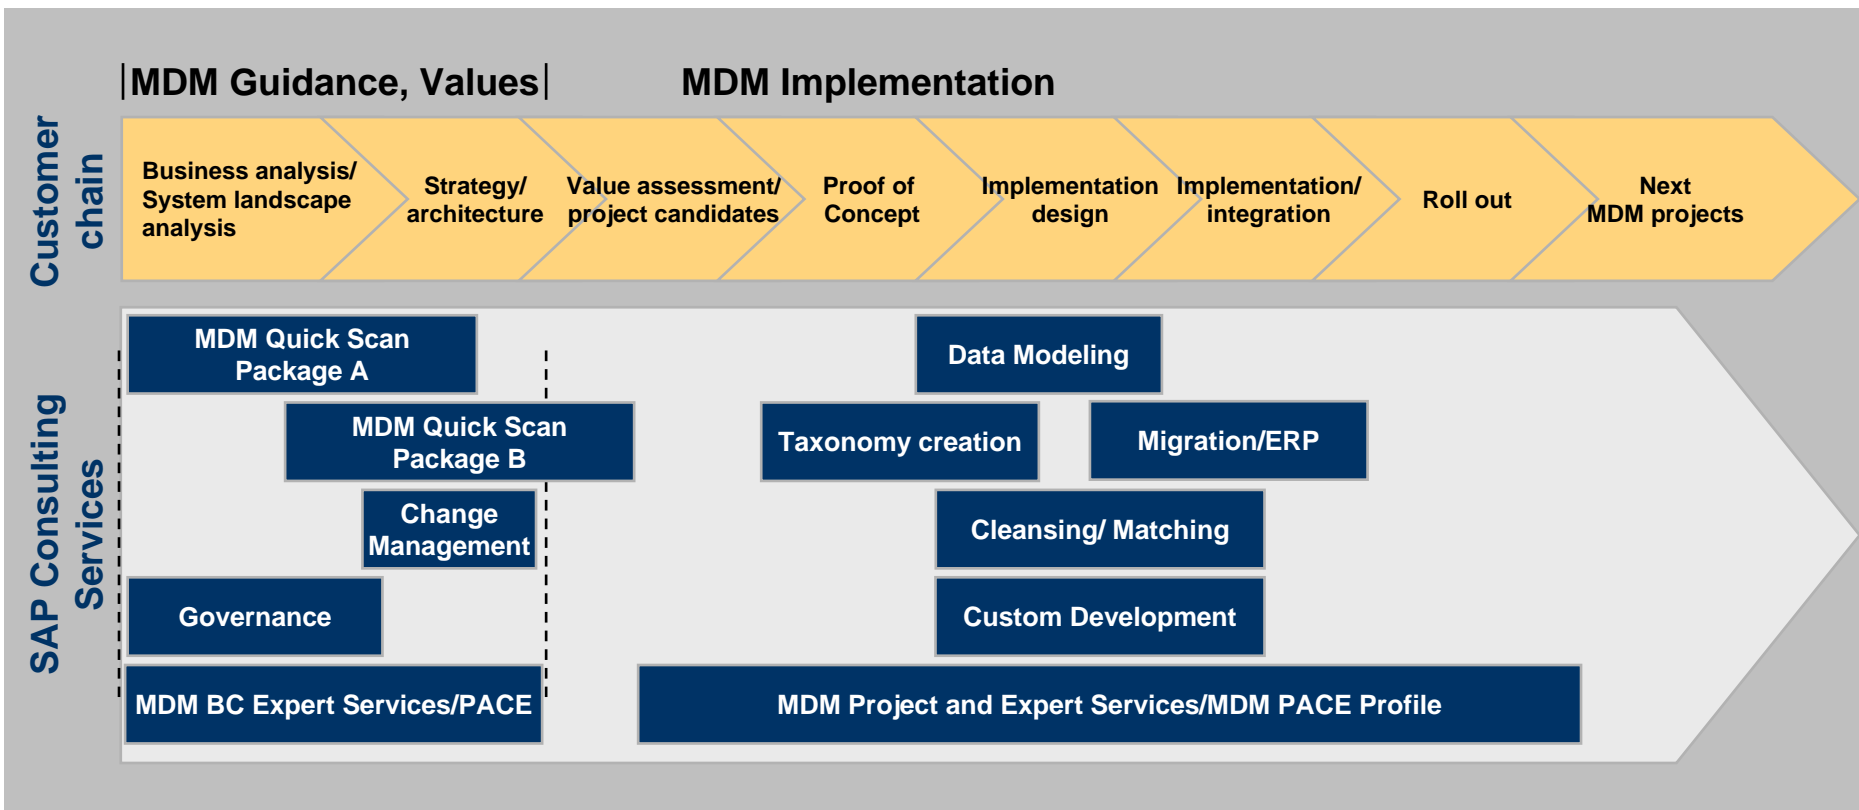 MDM Guidance, Values
MDM Implementation
Customer
chain
Business analysis/
System landscape
analysis
Strategy/
architecture
Value assessment/
project candidates
Proof of
Concept
Implementation
design
Implementation/
integration
Roll out
Next
MDM projects
SAP Consulting
Services
MDM Quick Scan
Package A
Data Modeling
MDM Quick Scan
Package B
Taxonomy creation
Migration/ERP
Change
Management
Cleansing/ Matching
Governance
Custom Development
MDM BC Expert Services/PACE
MDM Project and Expert Services/MDM PACE Profile